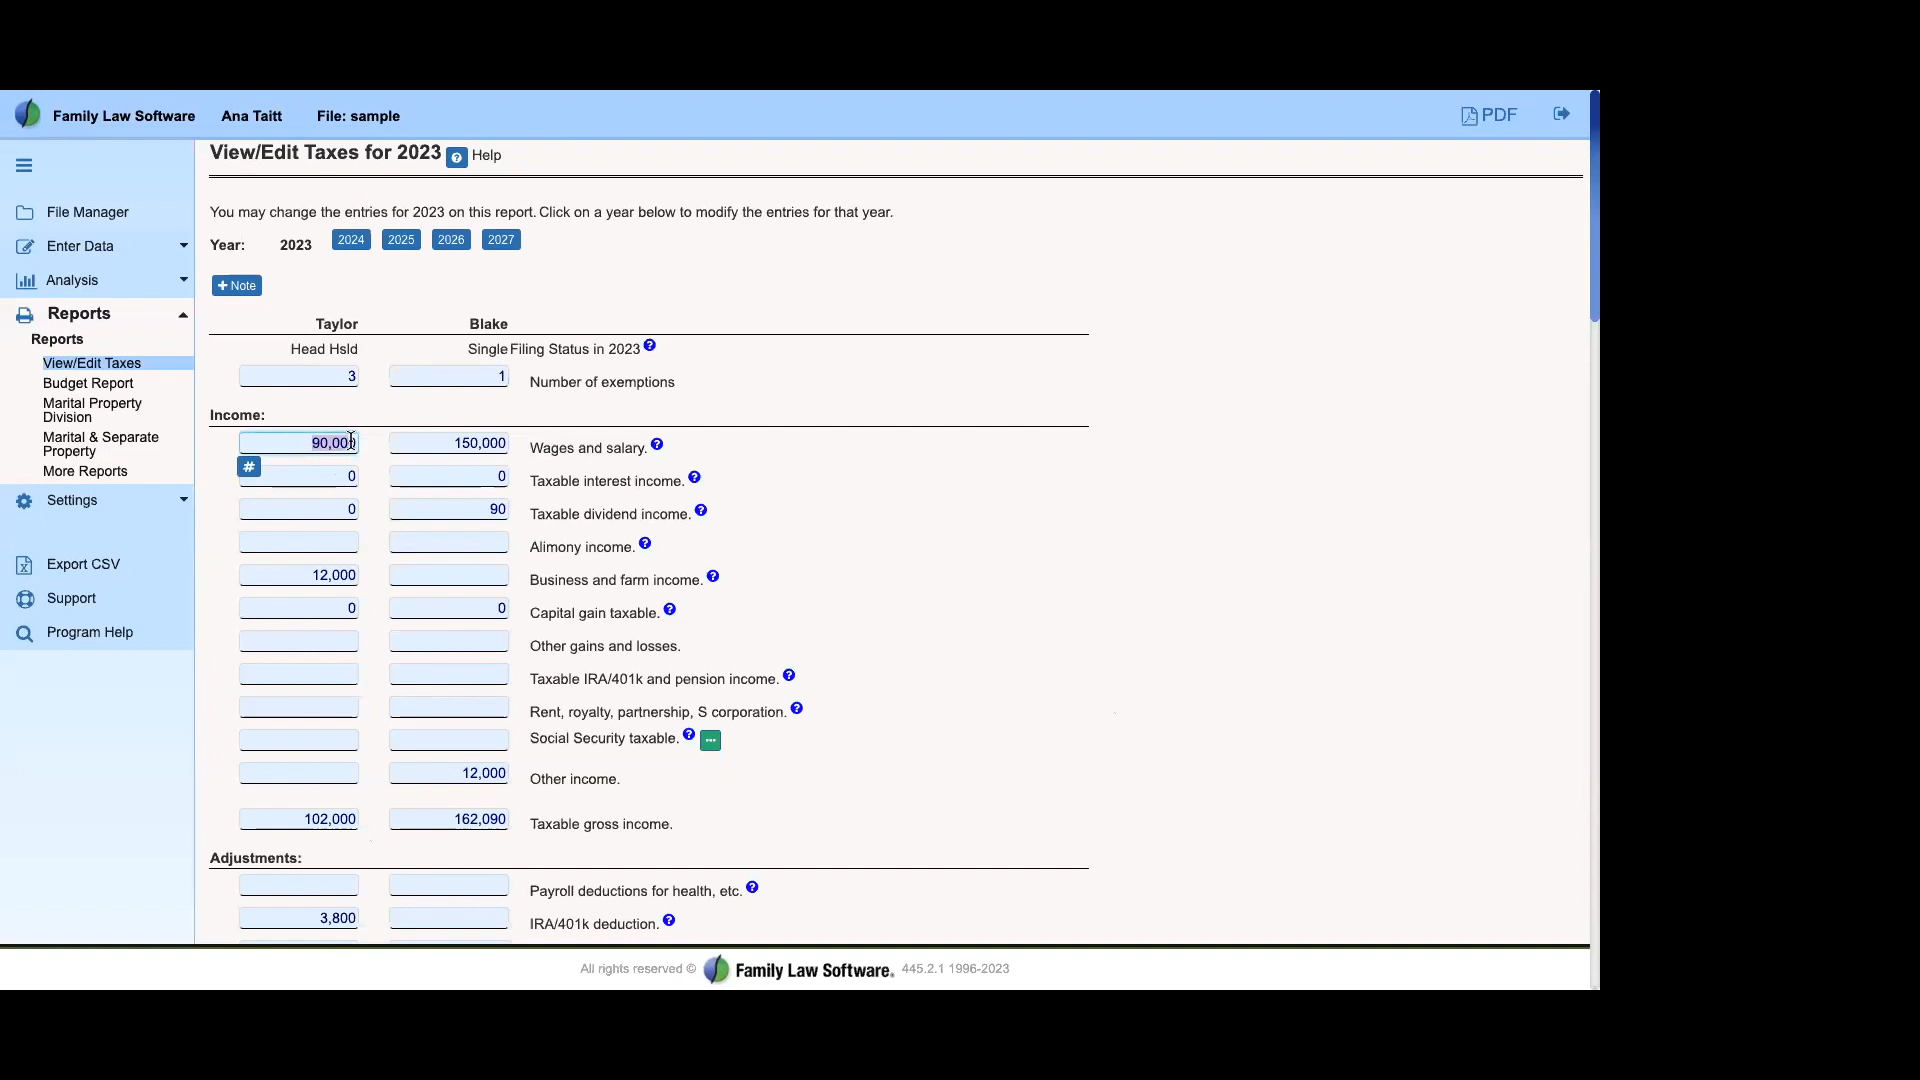 Family Law Software Ana Taitt File: sample PDF
View/Edit Taxes for 2023 ? Help
File Manager
Enter Data
Analysis
Reports
Reports
View/Edit Taxes
Budget Report
Marital Property
Division
Marital & Separate
Property
More Reports
Settings
Export CSV
Support
Program Help
You may change the entries for 2023 on this report. Click on a year below to modify the entries for that year.
Year: 2023 2024 2025 2026 2027
+ Note
Taylor Blake
Head Hsld Single Filing Status in 2023 ?
3 1 Number of exemptions
Income:
90,000 150,000 Wages and salary. ?
#
0 0 Taxable interest income. ?
0 90 Taxable dividend income. ?
Alimony income. ?
12,000 Business and farm income. ?
0 0 Capital gain taxable. ?
Other gains and losses.
Taxable IRA/401k and pension income. ?
Rent, royalty, partnership, S corporation. ?
Social Security taxable. ? ...
12,000 Other income.
102,000 162,090 Taxable gross income.
Adjustments:
Payroll deductions for health, etc. ?
3,800 IRA/401k deduction. ?
All rights reserved © Family Law Software. 445.2.1 1996-2023